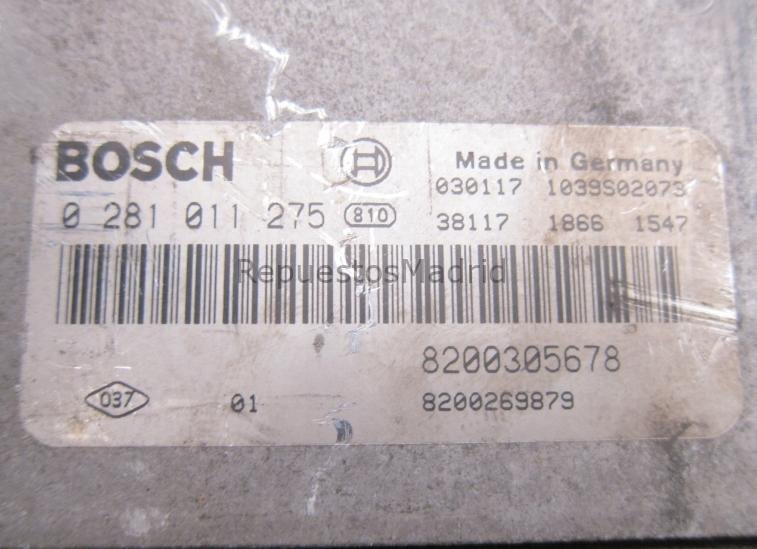 BOSCH
Made in Germany
030117 1039S02073
0 281 011 275 810
38117 1866 1547
RepuestosMadrid
8200305678
037 01 8200269879